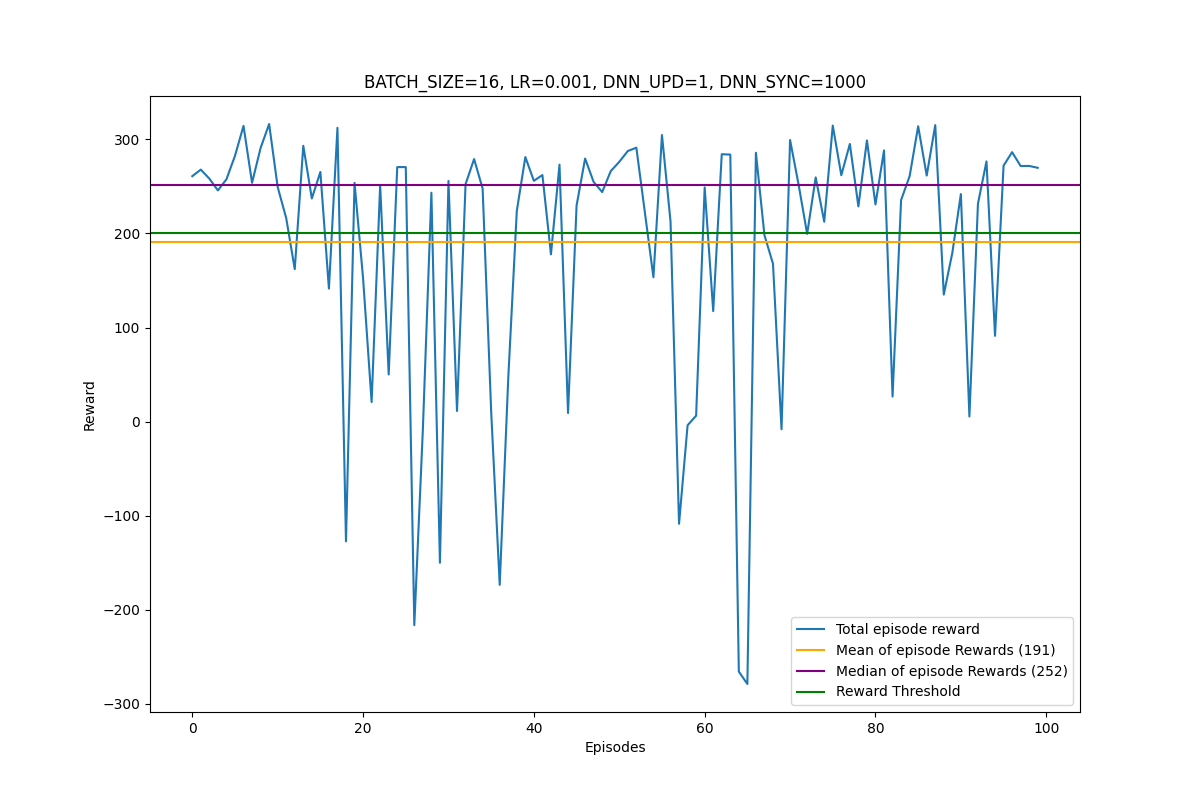 BATCH_SIZE=16, LR=0.001, DNN_UPD=1, DNN_SYNC=1000
300
200
100
0
−100
−200
−300
Reward
0
20
40
60
80
100
Episodes
Total episode reward
Mean of episode Rewards (191)
Median of episode Rewards (252)
Reward Threshold